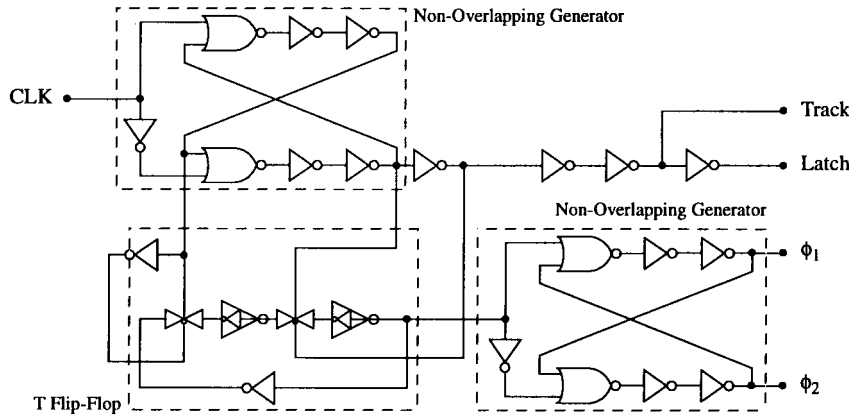 Non-Overlapping Generator
CLK
Track
Latch
Non-Overlapping Generator
ϕ1
ϕ2
T Flip-Flop